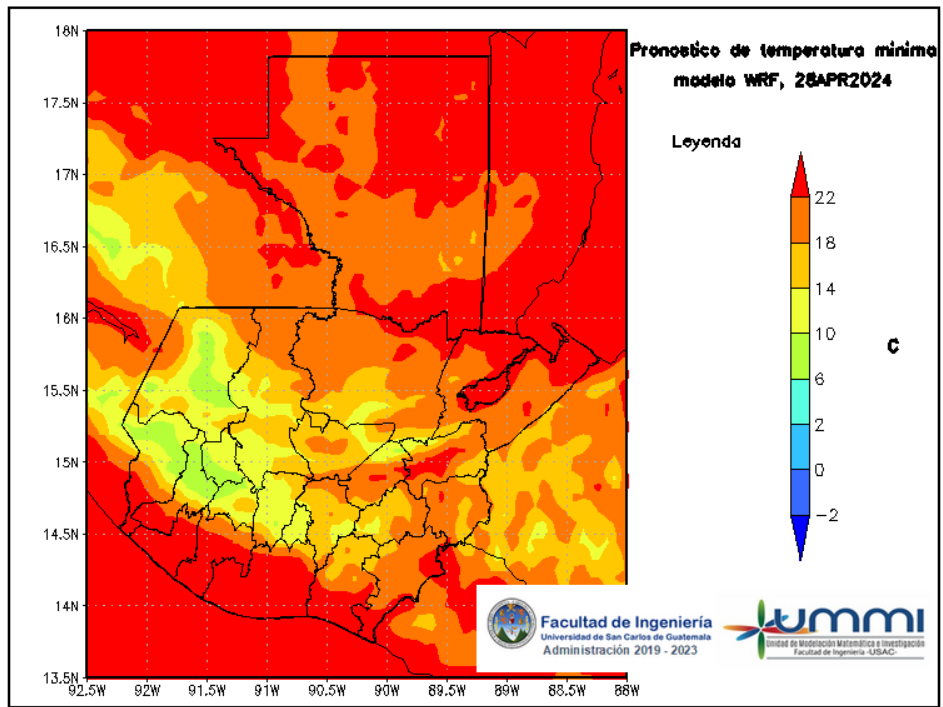 Pronostico de temperatura minima
modelo WRF, 28APR2024
Leyenda
22
18
14
10
6
2
0
−2
C
18N
17.5N
17N
16.5N
16N
15.5N
15N
14.5N
14N
13.5N
92.5W 92W 91.5W 91W 90.5W 90W 89.5W 89W 88.5W 88W
Facultad de Ingeniería
Universidad de San Carlos de Guatemala
Administración 2019 - 2023
ummi
Unidad de Modelación Matemática e Investigación
Facultad de Ingeniería -USAC-